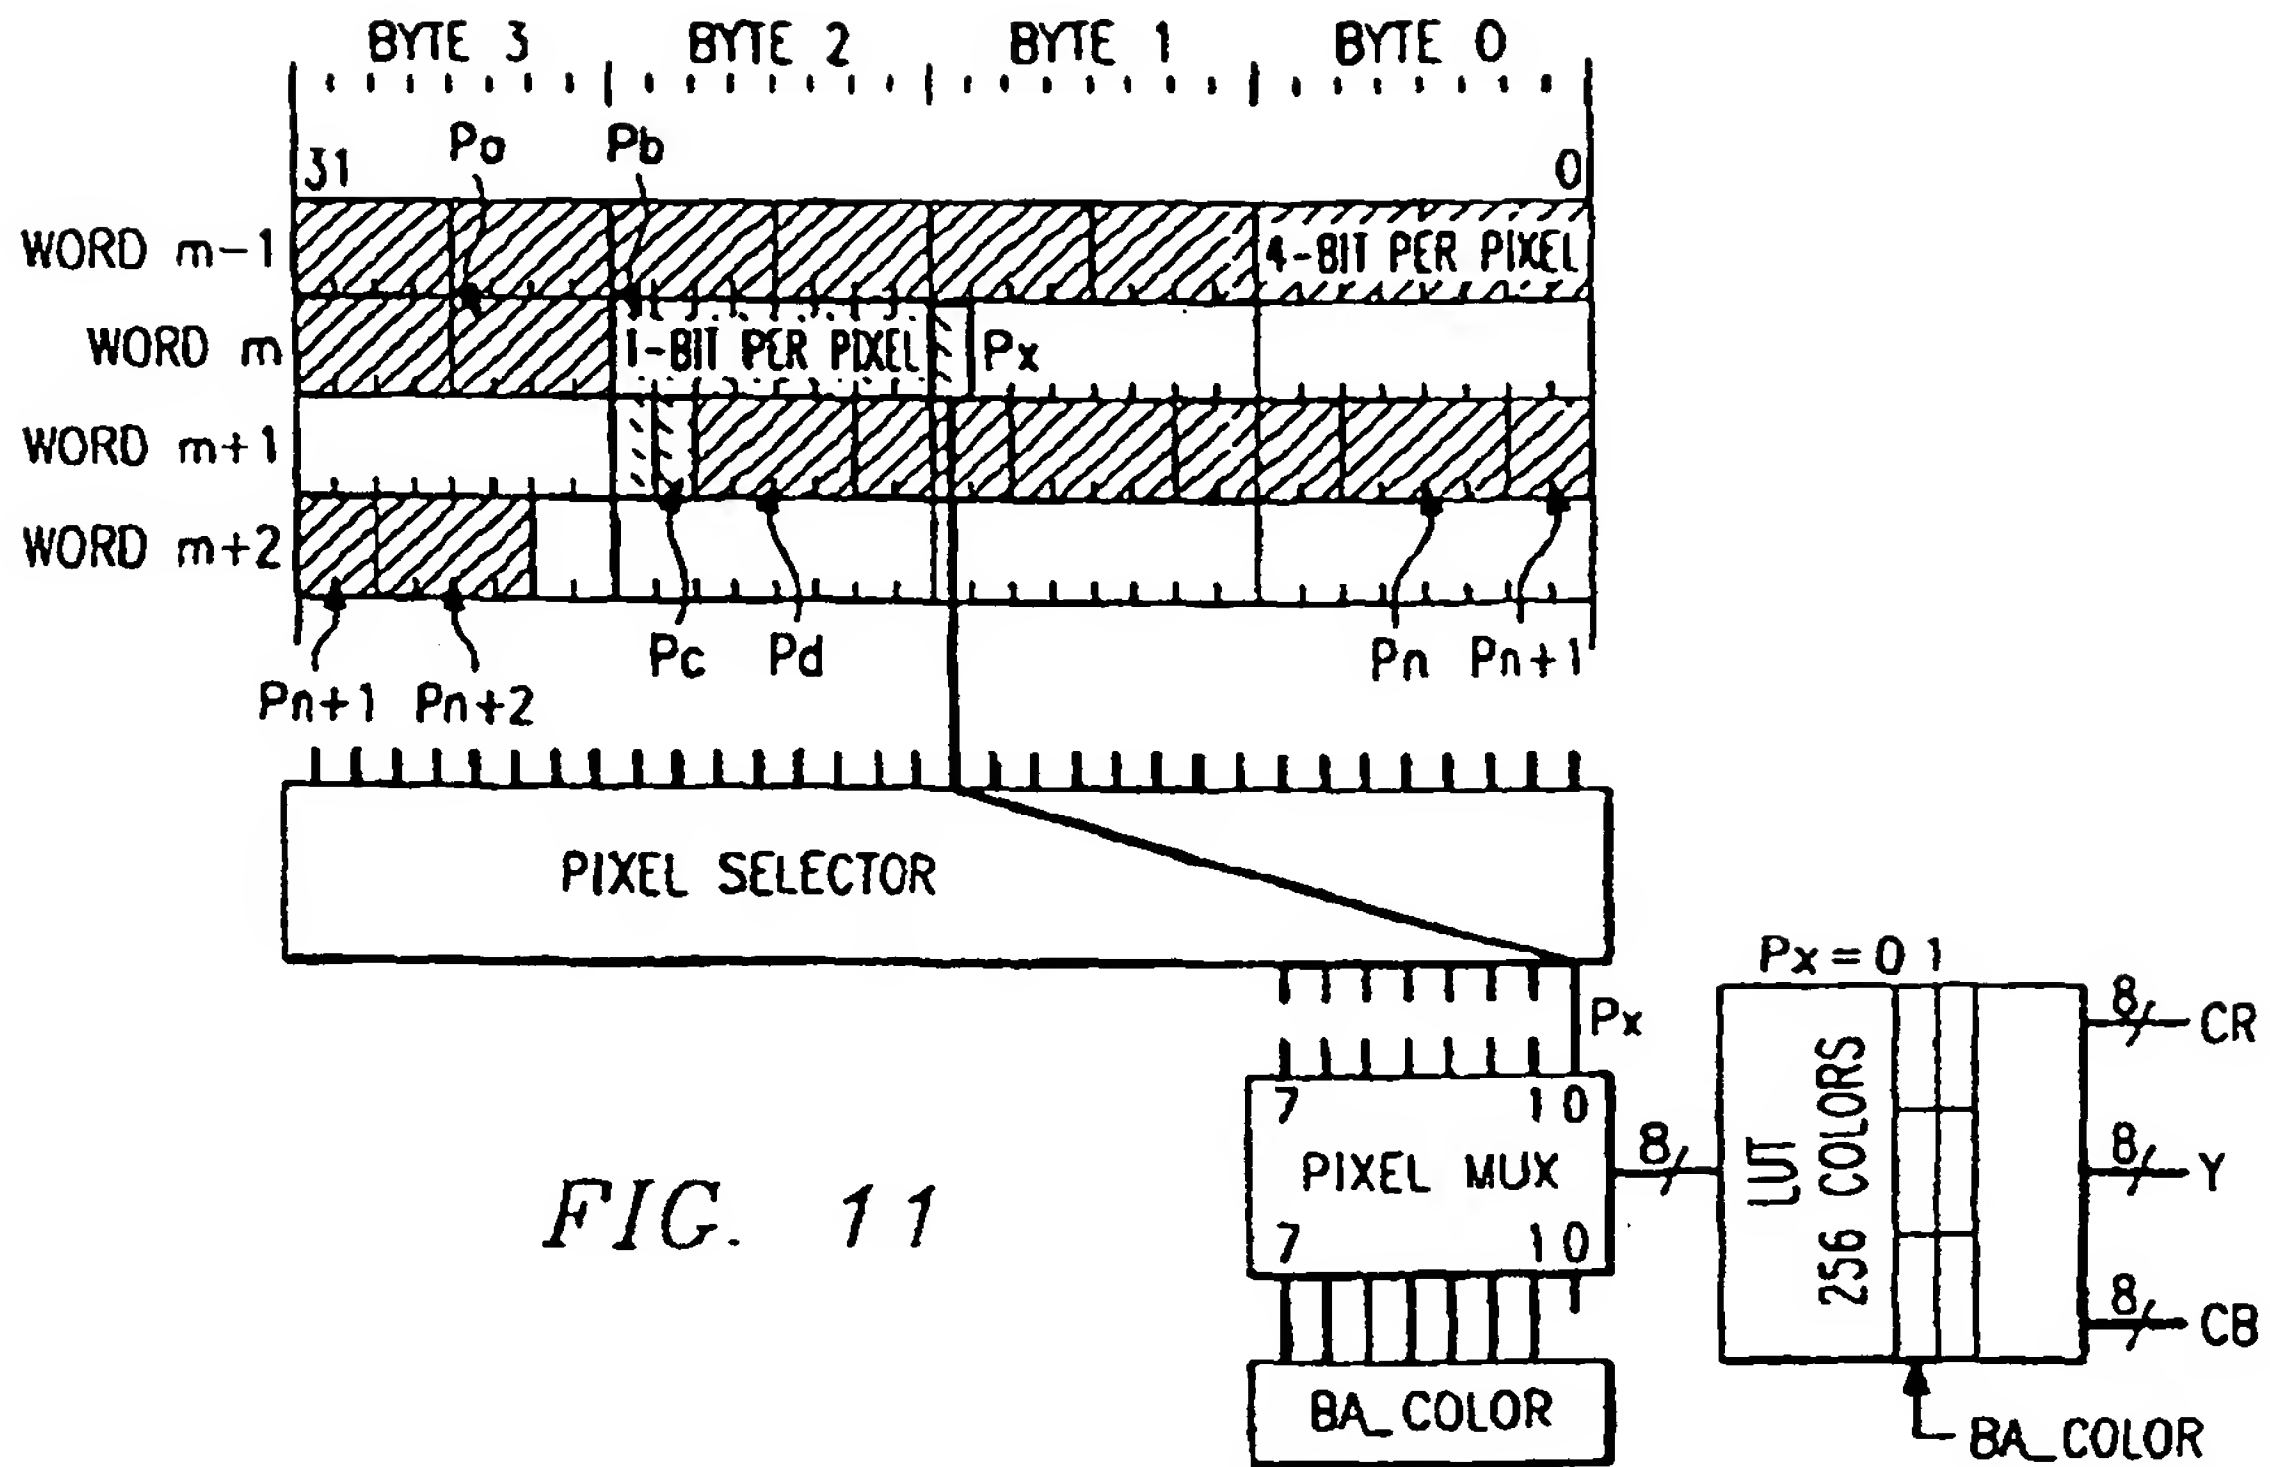 BYTE 3 BYTE 2 BYTE 1 BYTE 0
Pa Pb
31 0
WORD m-1 4-BIT PER PIXEL
WORD m 1-BIT PER PIXEL Px
WORD m+1
WORD m+2
Pc Pd Pn Pn+1
Pn+1 Pn+2
PIXEL SELECTOR
Px = 0 1
Px
8 CR
7 1 0
LUT
256 COLORS
PIXEL MUX 8
8 Y
7 1 0
8 CB
BA_COLOR
BA_COLOR
FIG. 11